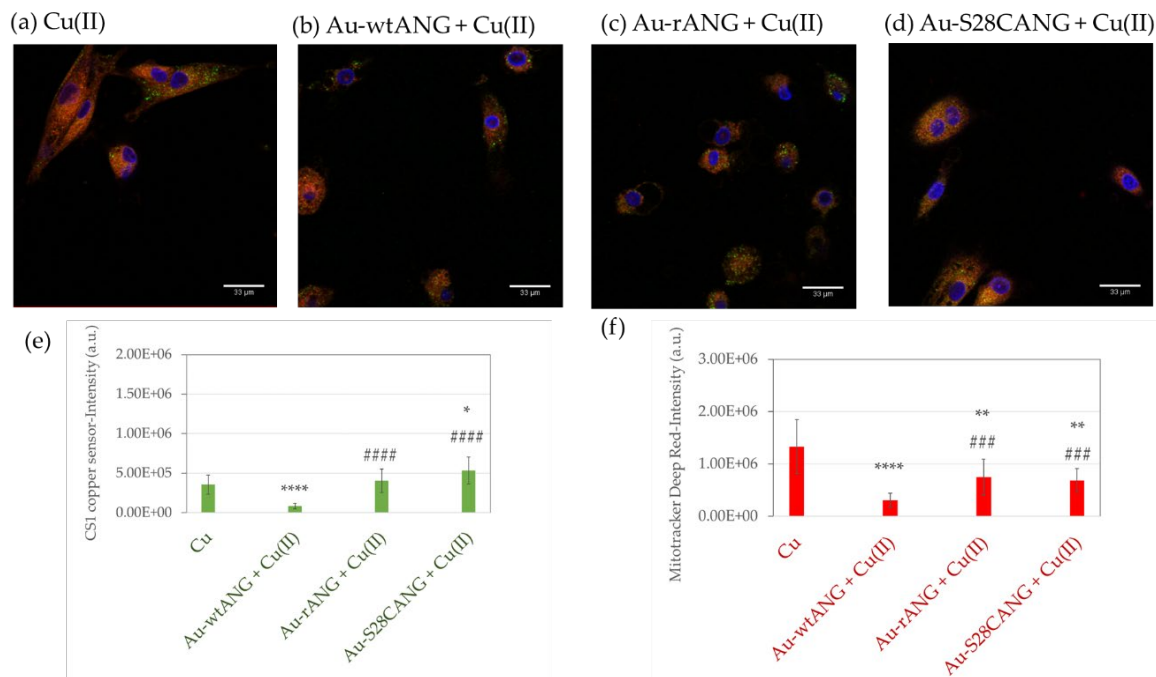 (a) Cu(II)
(b) Au-wtANG + Cu(II)
(c) Au-rANG + Cu(II)
(d) Au-S28CANG + Cu(II)
33 µm
33 µm
33 µm
33 µm
(e)
CS1 copper sensor-Intensity (a.u.)
2.00E+06
1.50E+06
1.00E+06
5.00E+05
0.00E+00
****
####
*
####
Cu
Au-wtANG + Cu(II)
Au-rANG + Cu(II)
Au-S28CANG + Cu(II)
(f)
Mitotracker Deep Red-Intensity (a.u.)
3.00E+06
2.00E+06
1.00E+06
0.00E+00
****
**
###
**
###
Cu
Au-wtANG + Cu(II)
Au-rANG + Cu(II)
Au-S28CANG + Cu(II)